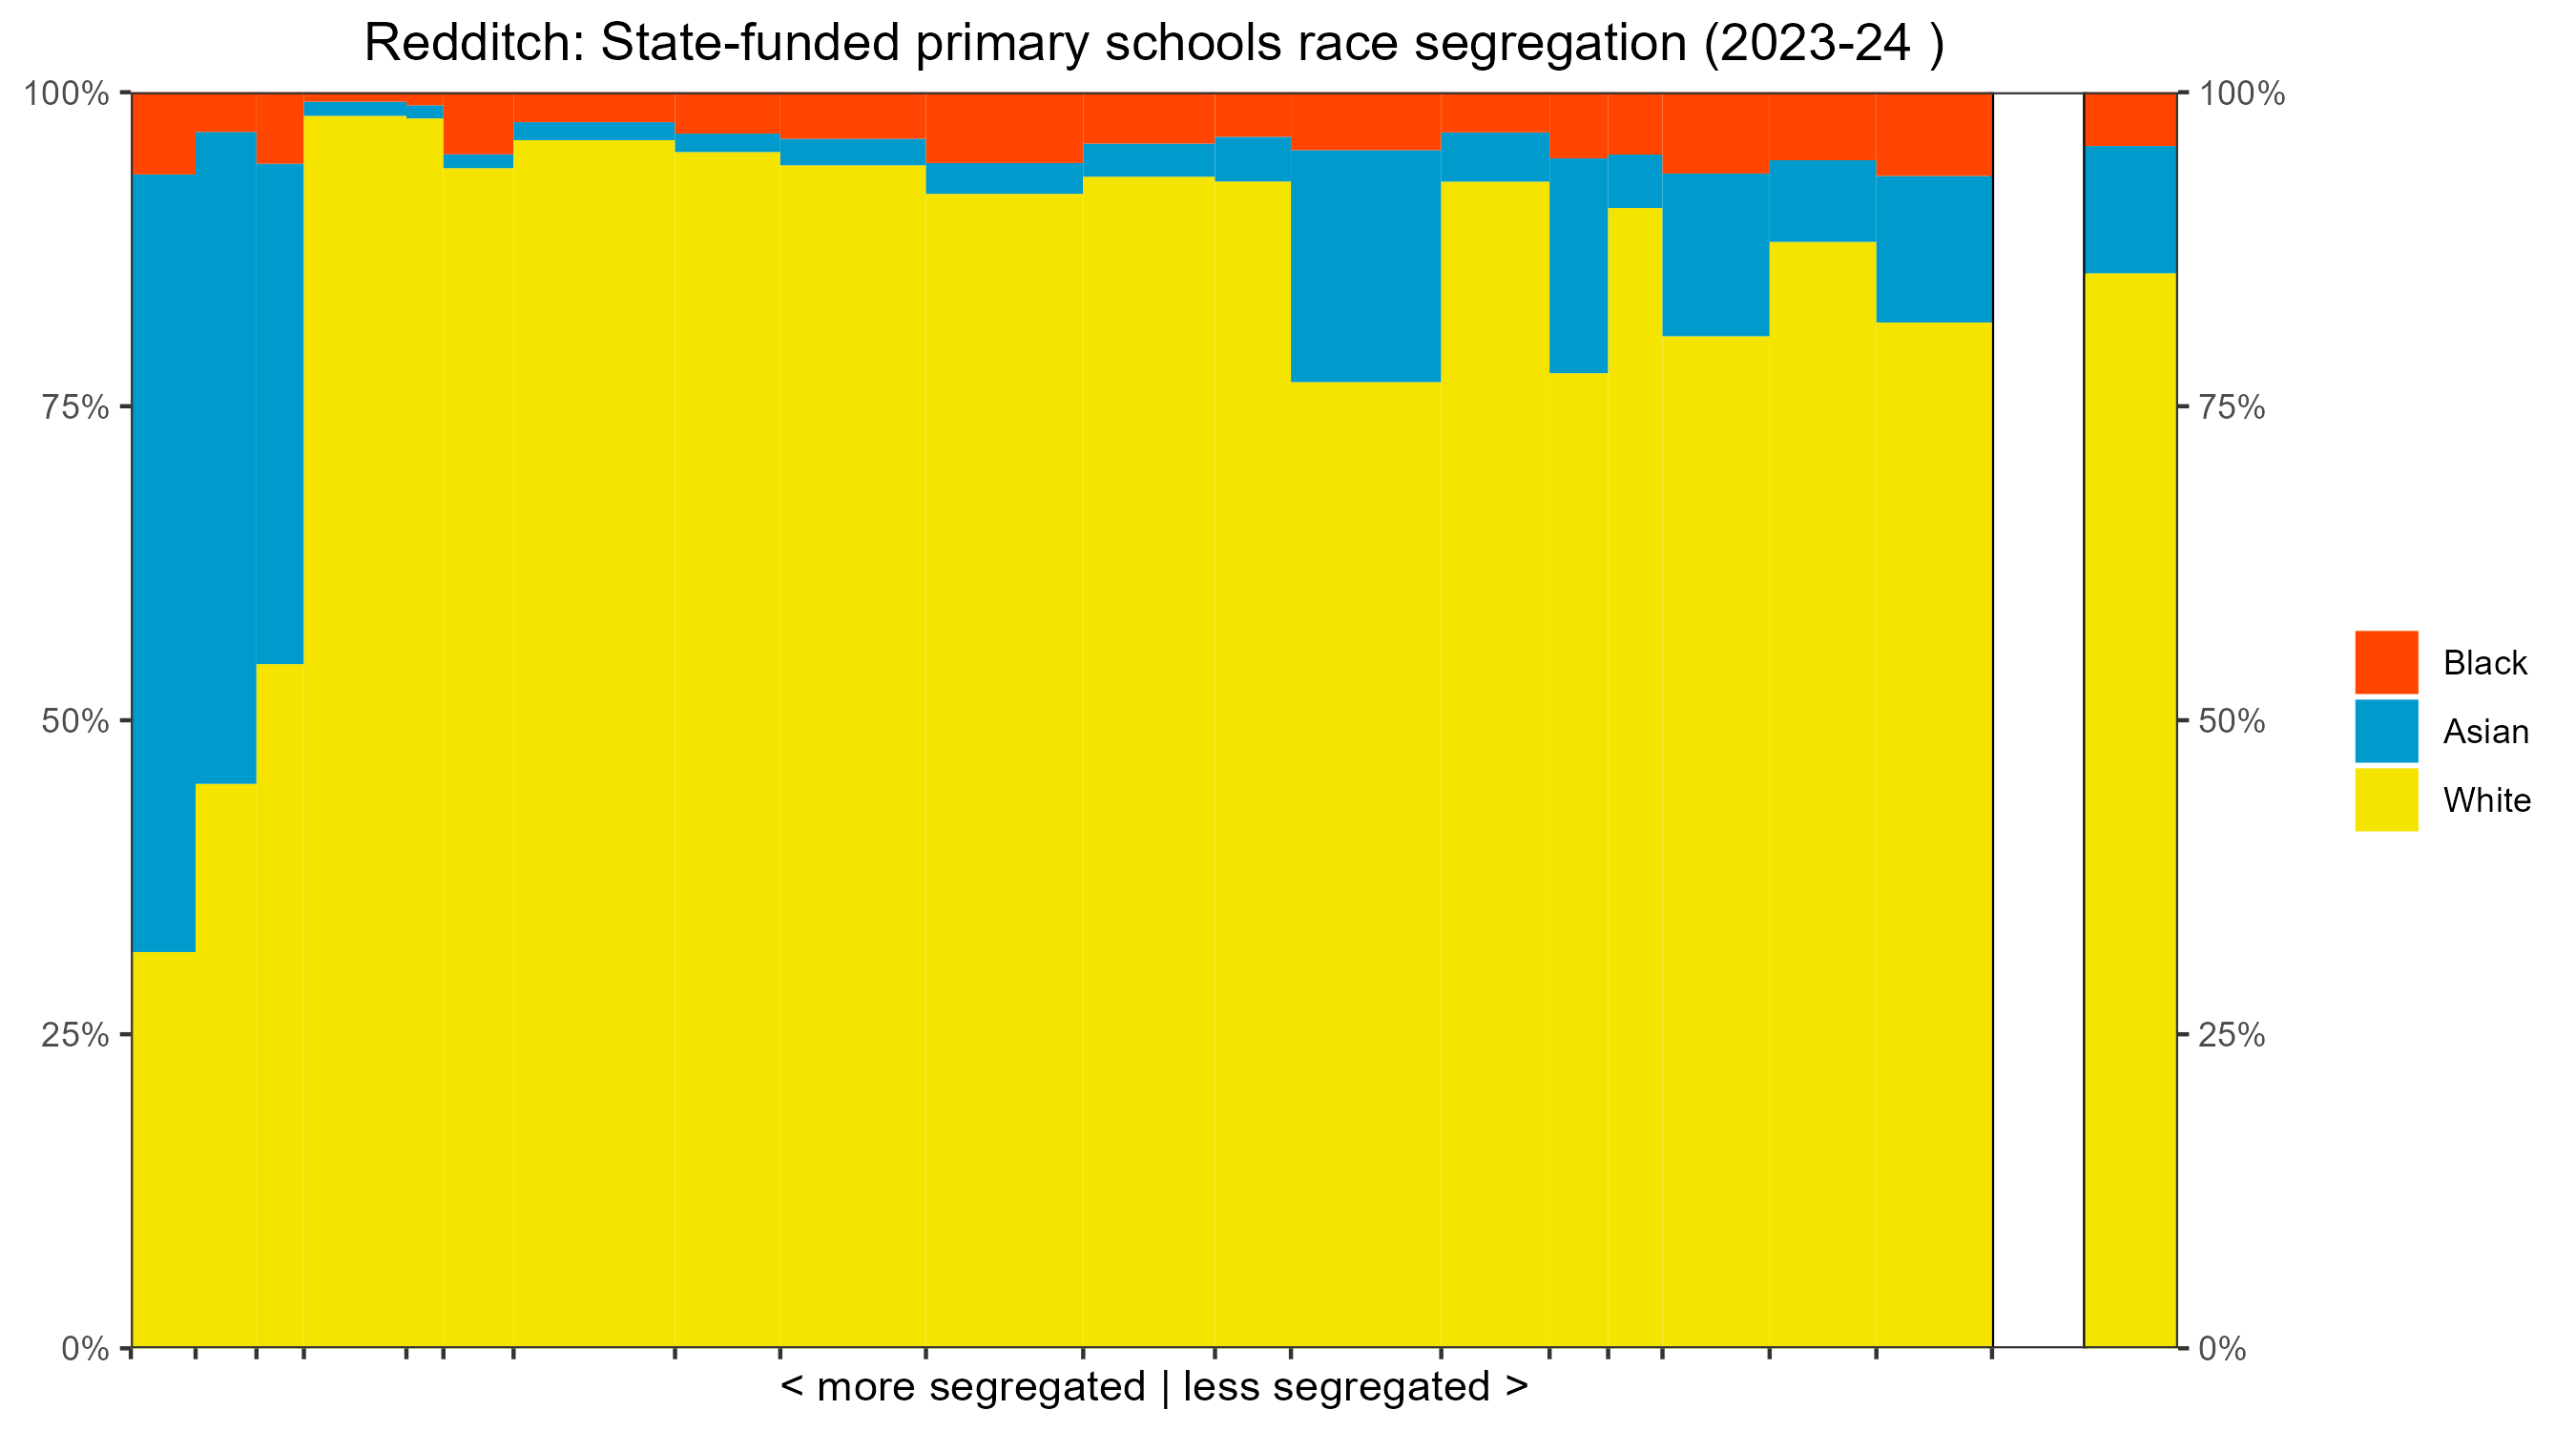 Redditch: State-funded primary schools race segregation (2023-24 )
100%
75%
50%
25%
0%
100%
75%
50%
25%
0%
Black
Asian
White
< more segregated | less segregated >